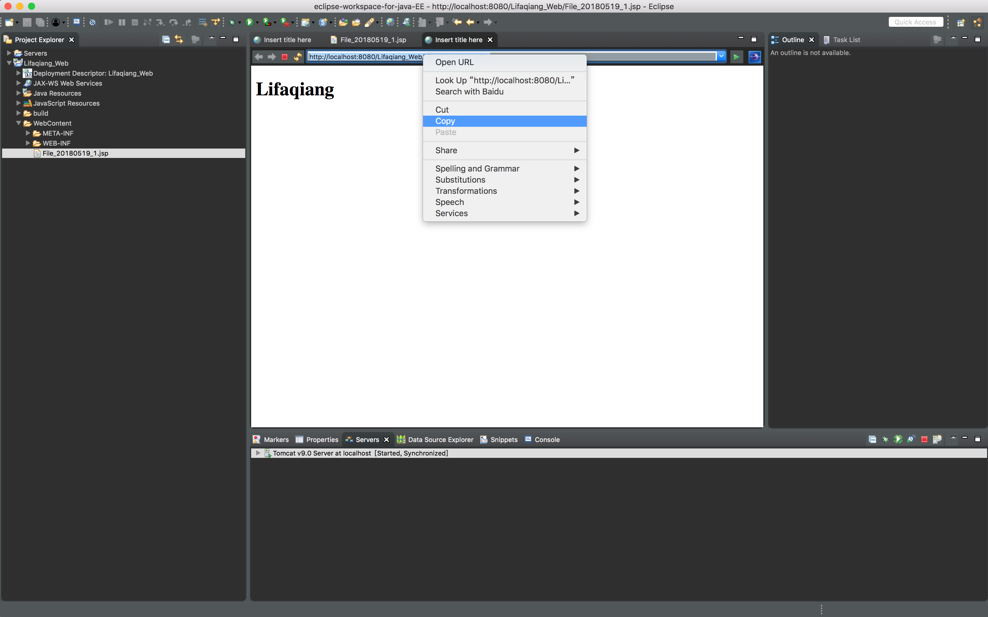 eclipse-workspace-for-java-EE - http://localhost:8080/Lifaqiang_Web/File_20180519_1.jsp - Eclipse
Quick Access
Project Explorer
Servers
Lifaqiang_Web
Deployment Descriptor: Lifaqiang_Web
JAX-WS Web Services
Java Resources
JavaScript Resources
build
WebContent
META-INF
WEB-INF
File_20180519_1.jsp
Insert title here
File_20180519_1.jsp
Insert title here
http://localhost:8080/Lifaqiang_Web/
Lifaqiang
Open URL
Look Up “http://localhost:8080/Li...”
Search with Baidu
Cut
Copy
Paste
Share
Spelling and Grammar
Substitutions
Transformations
Speech
Services
Outline
Task List
An outline is not available.
Markers
Properties
Servers
Data Source Explorer
Snippets
Console
Tomcat v9.0 Server at localhost [Started, Synchronized]